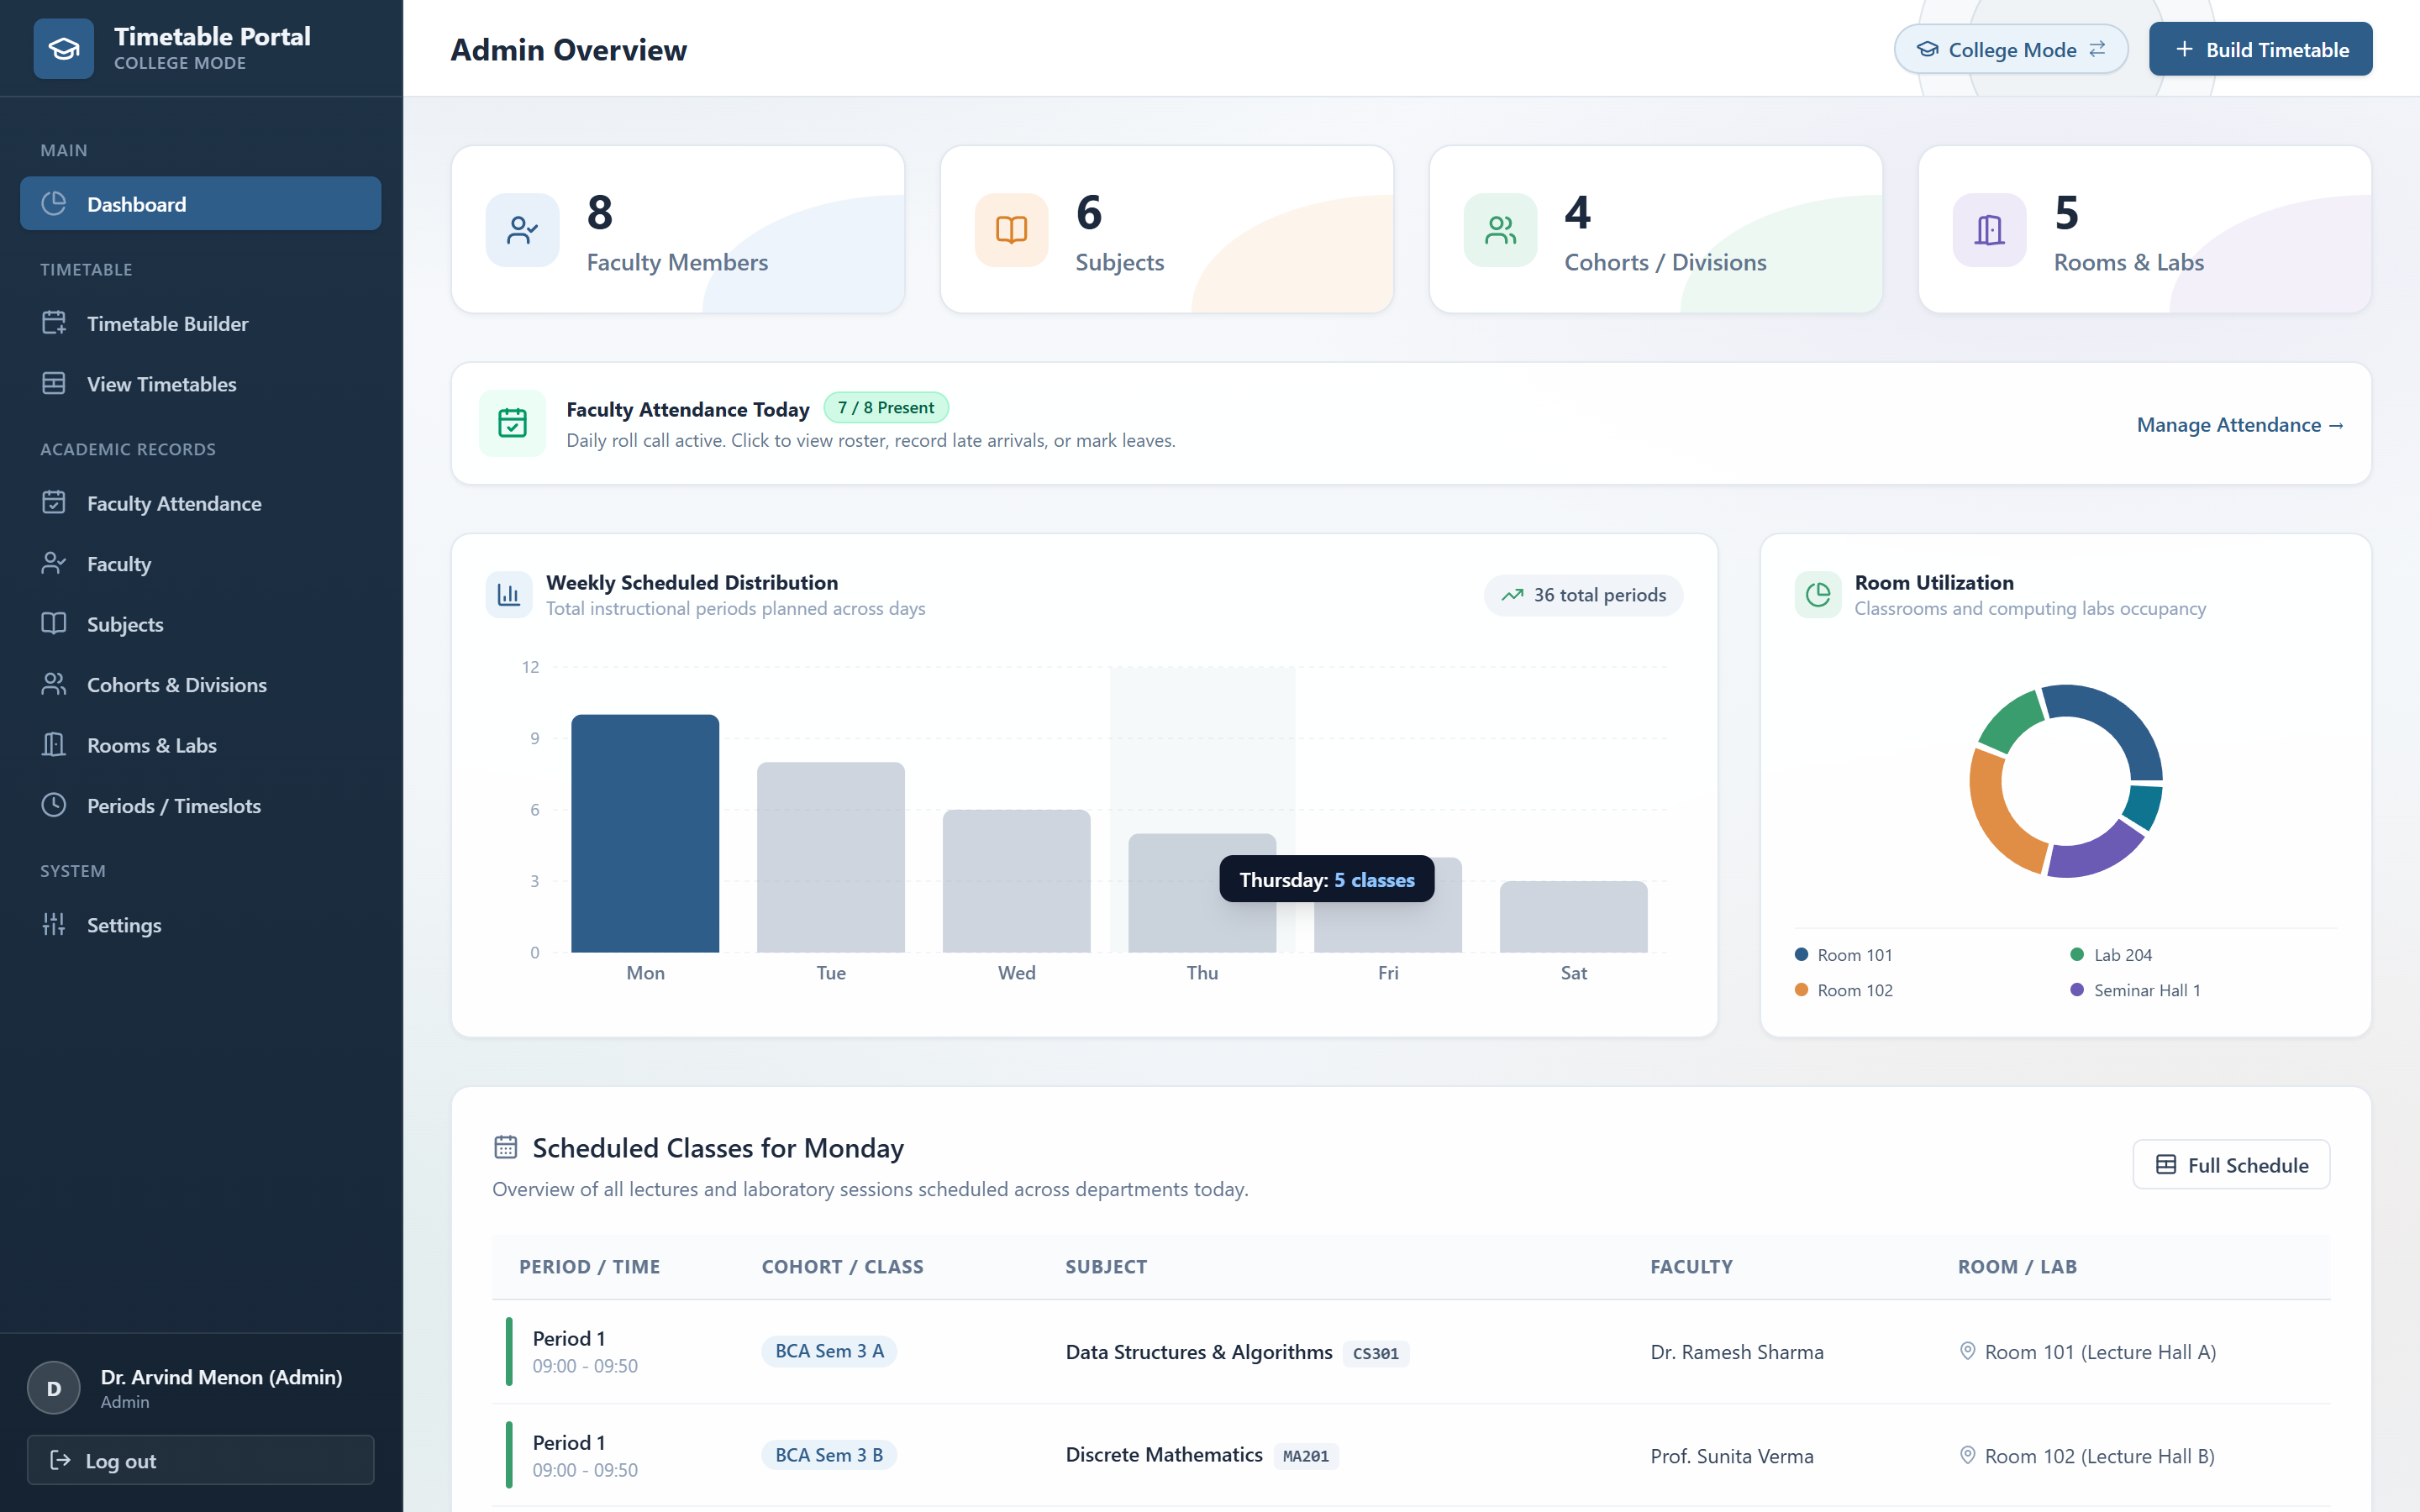 Timetable Portal
COLLEGE MODE
MAIN
Dashboard
TIMETABLE
Timetable Builder
View Timetables
ACADEMIC RECORDS
Faculty Attendance
Faculty
Subjects
Cohorts & Divisions
Rooms & Labs
Periods / Timeslots
SYSTEM
Settings
D
Dr. Arvind Menon (Admin)
Admin
Log out
Admin Overview
College Mode
Build Timetable
8
Faculty Members
6
Subjects
4
Cohorts / Divisions
5
Rooms & Labs
Faculty Attendance Today 7 / 8 Present
Daily roll call active. Click to view roster, record late arrivals, or mark leaves.
Manage Attendance →
Weekly Scheduled Distribution
Total instructional periods planned across days
36 total periods
12
9
6
3
0
Thursday: 5 classes
Mon Tue Wed Thu Fri Sat
Room Utilization
Classrooms and computing labs occupancy
Room 101 Lab 204
Room 102 Seminar Hall 1
Scheduled Classes for Monday
Overview of all lectures and laboratory sessions scheduled across departments today.
Full Schedule
PERIOD / TIME COHORT / CLASS SUBJECT FACULTY ROOM / LAB
Period 1
09:00 - 09:50
BCA Sem 3 A
Data Structures & Algorithms CS301
Dr. Ramesh Sharma
Room 101 (Lecture Hall A)
Period 1
09:00 - 09:50
BCA Sem 3 B
Discrete Mathematics MA201
Prof. Sunita Verma
Room 102 (Lecture Hall B)